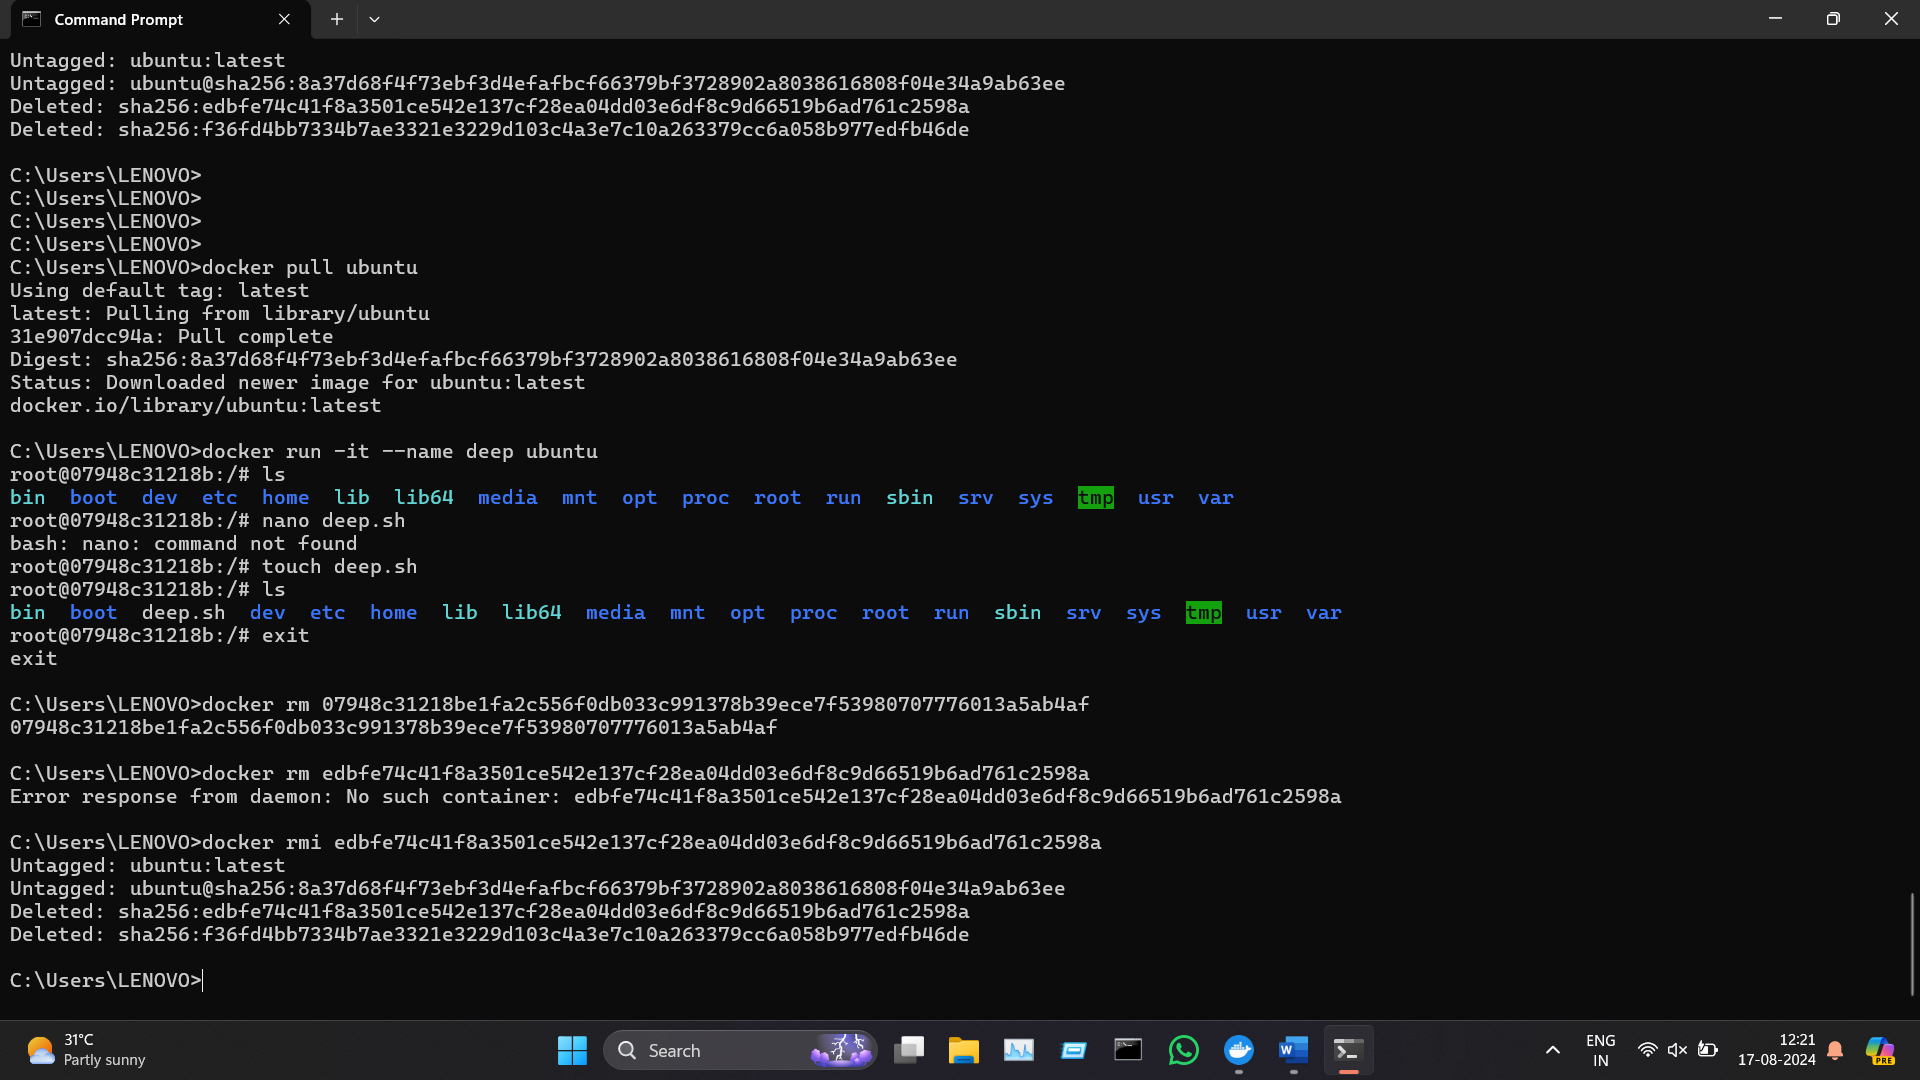 Command Prompt
Untagged: ubuntu:latest
Untagged: ubuntu@sha256:8a37d68f4f73ebf3d4efafbcf66379bf3728902a8038616808f04e34a9ab63ee
Deleted: sha256:edbfe74c41f8a3501ce542e137cf28ea04dd03e6df8c9d66519b6ad761c2598a
Deleted: sha256:f36fd4bb7334b7ae3321e3229d103c4a3e7c10a263379cc6a058b977edfb46de
C:\Users\LENOVO>
C:\Users\LENOVO>
C:\Users\LENOVO>
C:\Users\LENOVO>
C:\Users\LENOVO>docker pull ubuntu
Using default tag: latest
latest: Pulling from library/ubuntu
31e907dcc94a: Pull complete
Digest: sha256:8a37d68f4f73ebf3d4efafbcf66379bf3728902a8038616808f04e34a9ab63ee
Status: Downloaded newer image for ubuntu:latest
docker.io/library/ubuntu:latest
C:\Users\LENOVO>docker run -it --name deep ubuntu
root@07948c31218b:/# ls
bin boot dev etc home lib lib64 media mnt opt proc root run sbin srv sys tmp usr var
root@07948c31218b:/# nano deep.sh
bash: nano: command not found
root@07948c31218b:/# touch deep.sh
root@07948c31218b:/# ls
bin boot deep.sh dev etc home lib lib64 media mnt opt proc root run sbin srv sys tmp usr var
root@07948c31218b:/# exit
exit
C:\Users\LENOVO>docker rm 07948c31218be1fa2c556f0db033c991378b39ece7f53980707776013a5ab4af
07948c31218be1fa2c556f0db033c991378b39ece7f53980707776013a5ab4af
C:\Users\LENOVO>docker rm edbfe74c41f8a3501ce542e137cf28ea04dd03e6df8c9d66519b6ad761c2598a
Error response from daemon: No such container: edbfe74c41f8a3501ce542e137cf28ea04dd03e6df8c9d66519b6ad761c2598a
C:\Users\LENOVO>docker rmi edbfe74c41f8a3501ce542e137cf28ea04dd03e6df8c9d66519b6ad761c2598a
Untagged: ubuntu:latest
Untagged: ubuntu@sha256:8a37d68f4f73ebf3d4efafbcf66379bf3728902a8038616808f04e34a9ab63ee
Deleted: sha256:edbfe74c41f8a3501ce542e137cf28ea04dd03e6df8c9d66519b6ad761c2598a
Deleted: sha256:f36fd4bb7334b7ae3321e3229d103c4a3e7c10a263379cc6a058b977edfb46de
C:\Users\LENOVO>
31°C
Partly sunny
Search
W
ENG
IN
12:21
17-08-2024
PRE